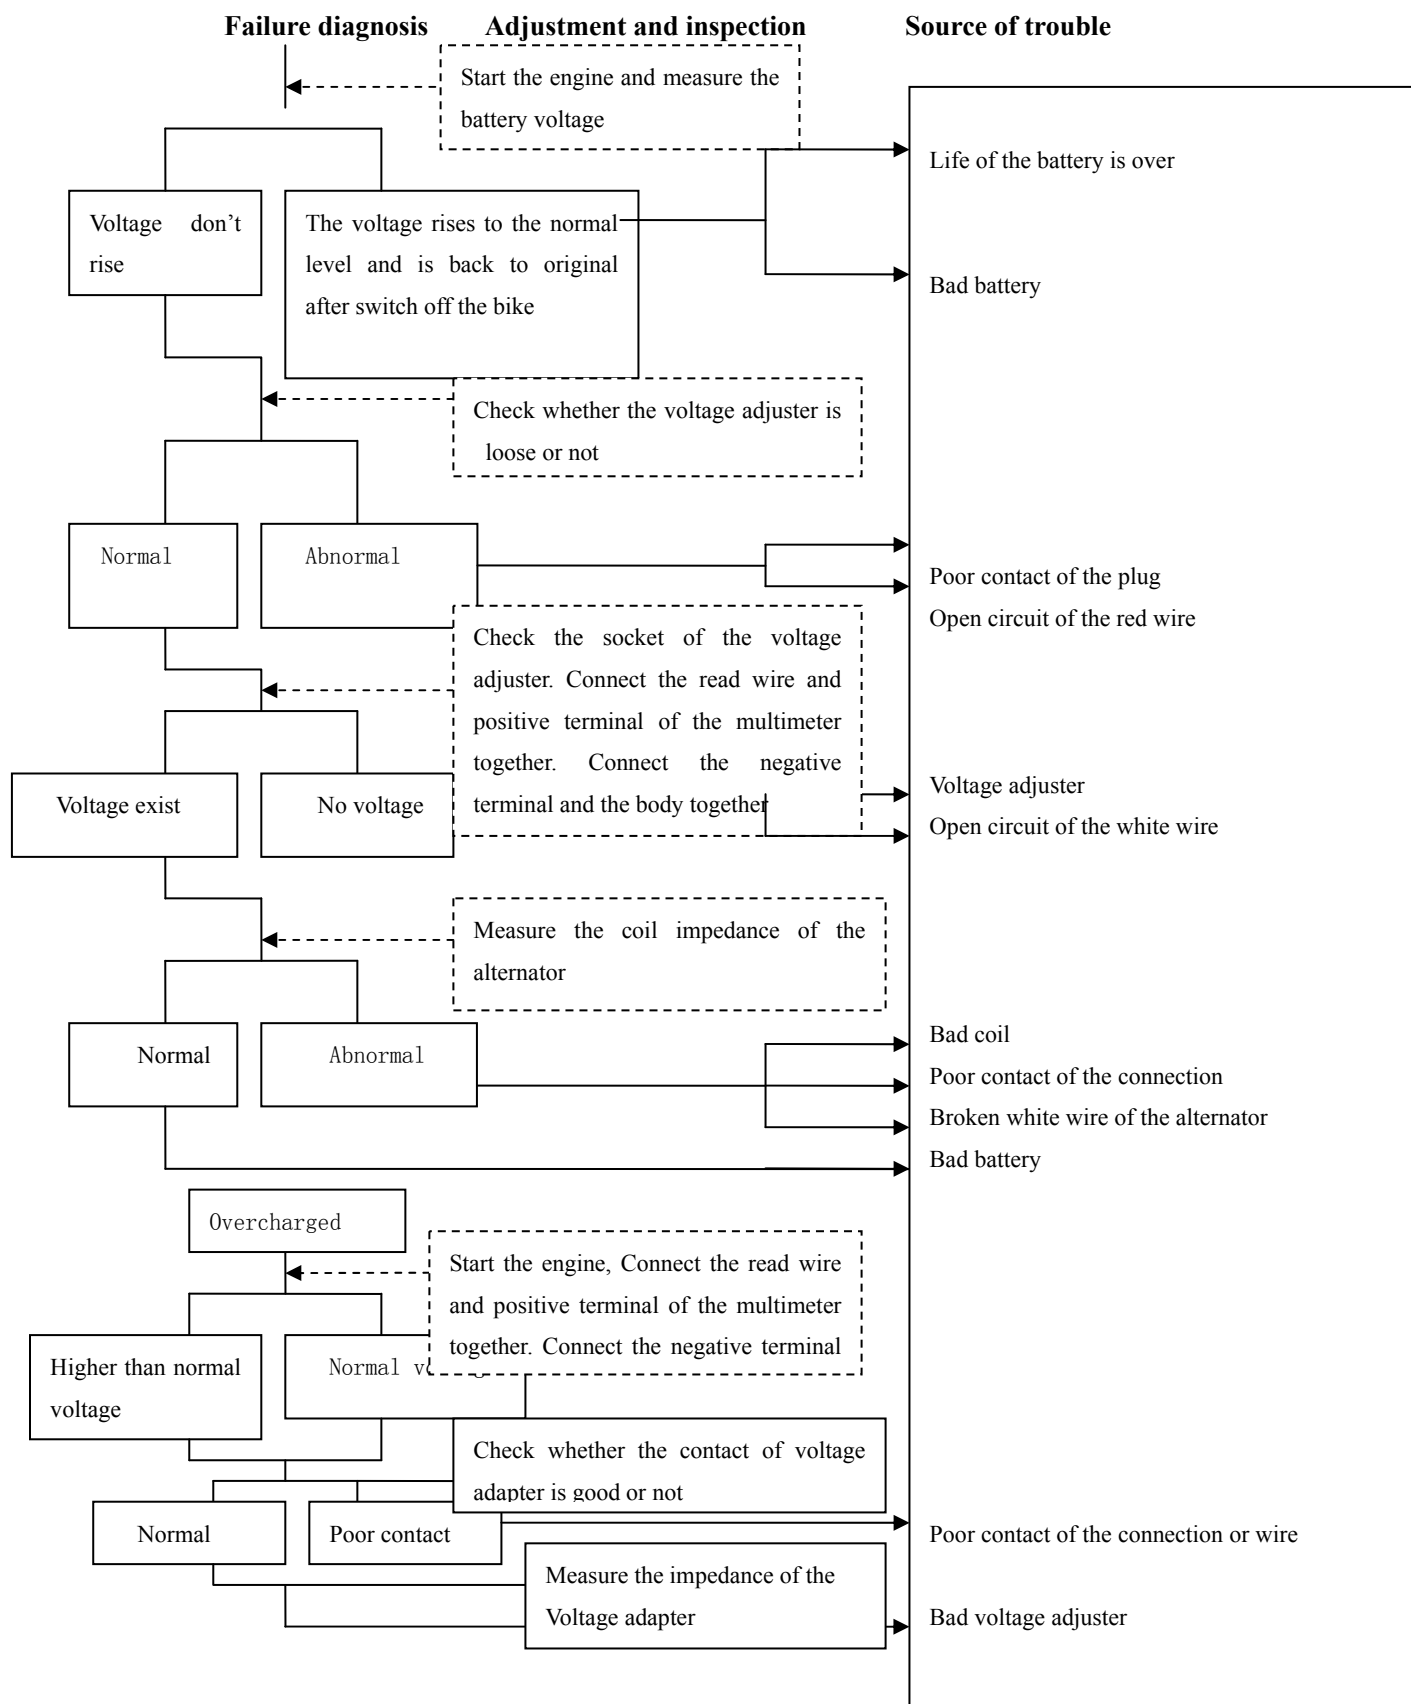 Failure diagnosis Adjustment and inspection Source of trouble
Start the engine and measure the
battery voltage
Life of the battery is over
Voltage don’t
rise
The voltage rises to the normal
level and is back to original
after switch off the bike
Bad battery
Check whether the voltage adjuster is
loose or not
Normal
Abnormal
Poor contact of the plug
Open circuit of the red wire
Check the socket of the voltage
adjuster. Connect the read wire and
positive terminal of the multimeter
together. Connect the negative
terminal and the body together
Voltage exist
No voltage
Voltage adjuster
Open circuit of the white wire
Measure the coil impedance of the
alternator
Normal
Abnormal
Bad coil
Poor contact of the connection
Broken white wire of the alternator
Bad battery
Overcharged
Start the engine, Connect the read wire
and positive terminal of the multimeter
together. Connect the negative terminal
Higher than normal
voltage
Normal
Check whether the contact of voltage
adapter is good or not
Normal
Poor contact
Poor contact of the connection or wire
Measure the impedance of the
Voltage adapter
Bad voltage adjuster